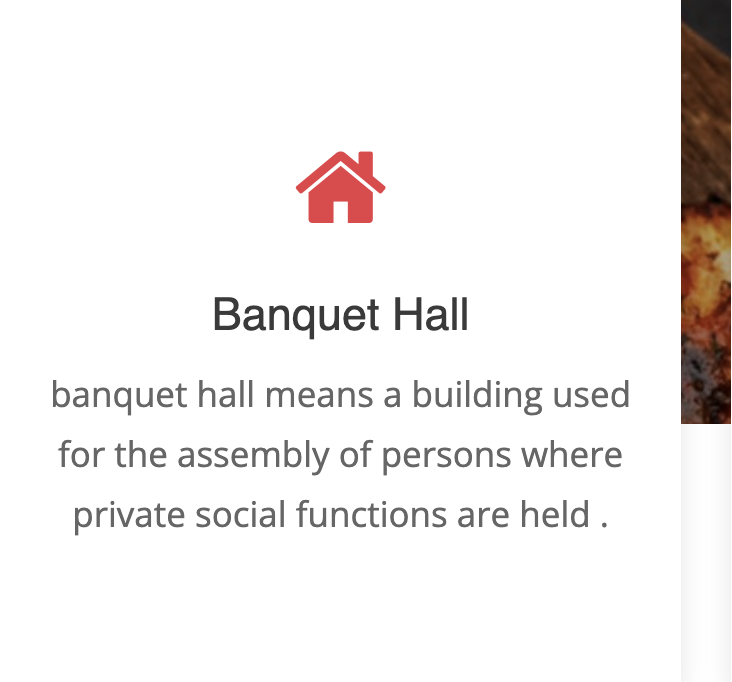 Banquet Hall
banquet hall means a building used
for the assembly of persons where
private social functions are held .